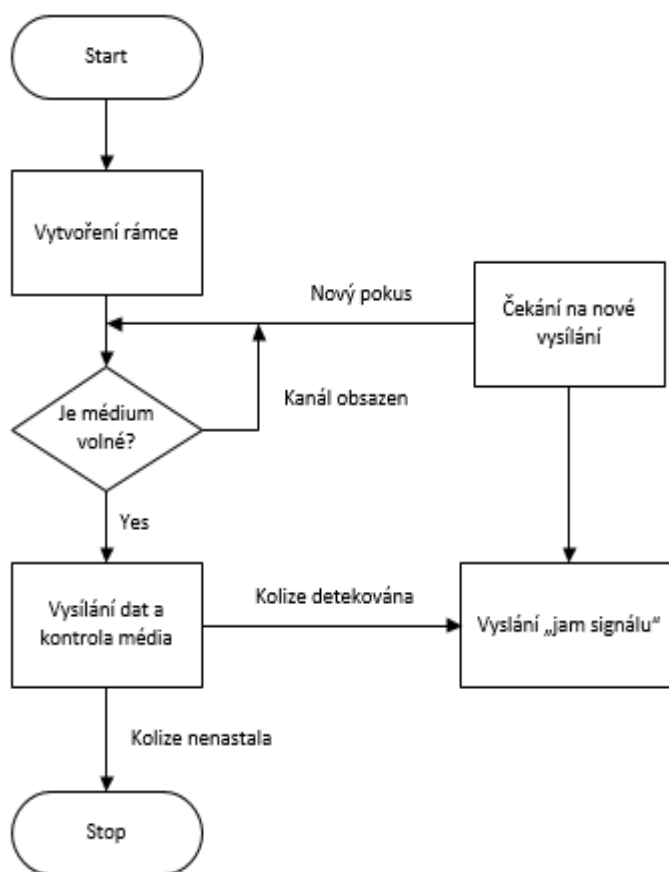 Start
Vytvoření rámce
Nový pokus
Čekání na nové
vysílání
Je médium
volné?
Kanál obsazen
Yes
Vysílání dat a
kontrola média
Kolize detekována
Vyslání „jam signálu“
Kolize nenastala
Stop